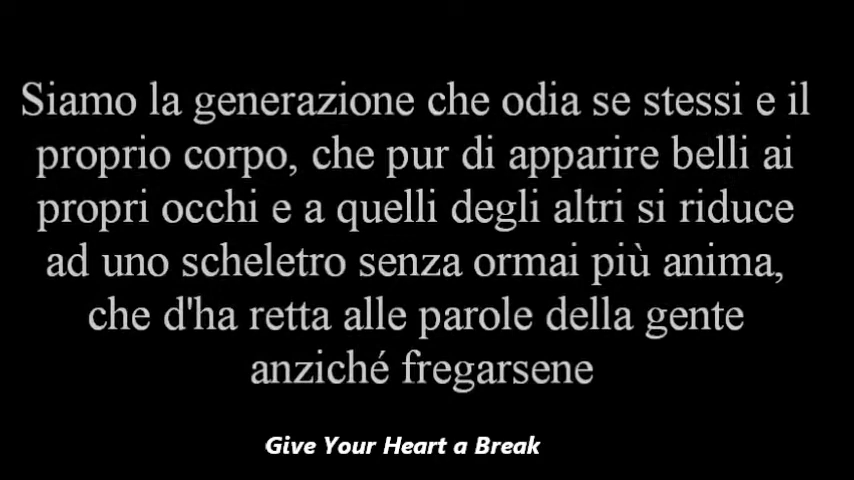 Siamo la generazione che odia se stessi e il
proprio corpo, che pur di apparire belli ai
propri occhi e a quelli degli altri si riduce
ad uno scheletro senza ormai più anima,
che d'ha retta alle parole della gente
anziché fregarsene
Give Your Heart a Break